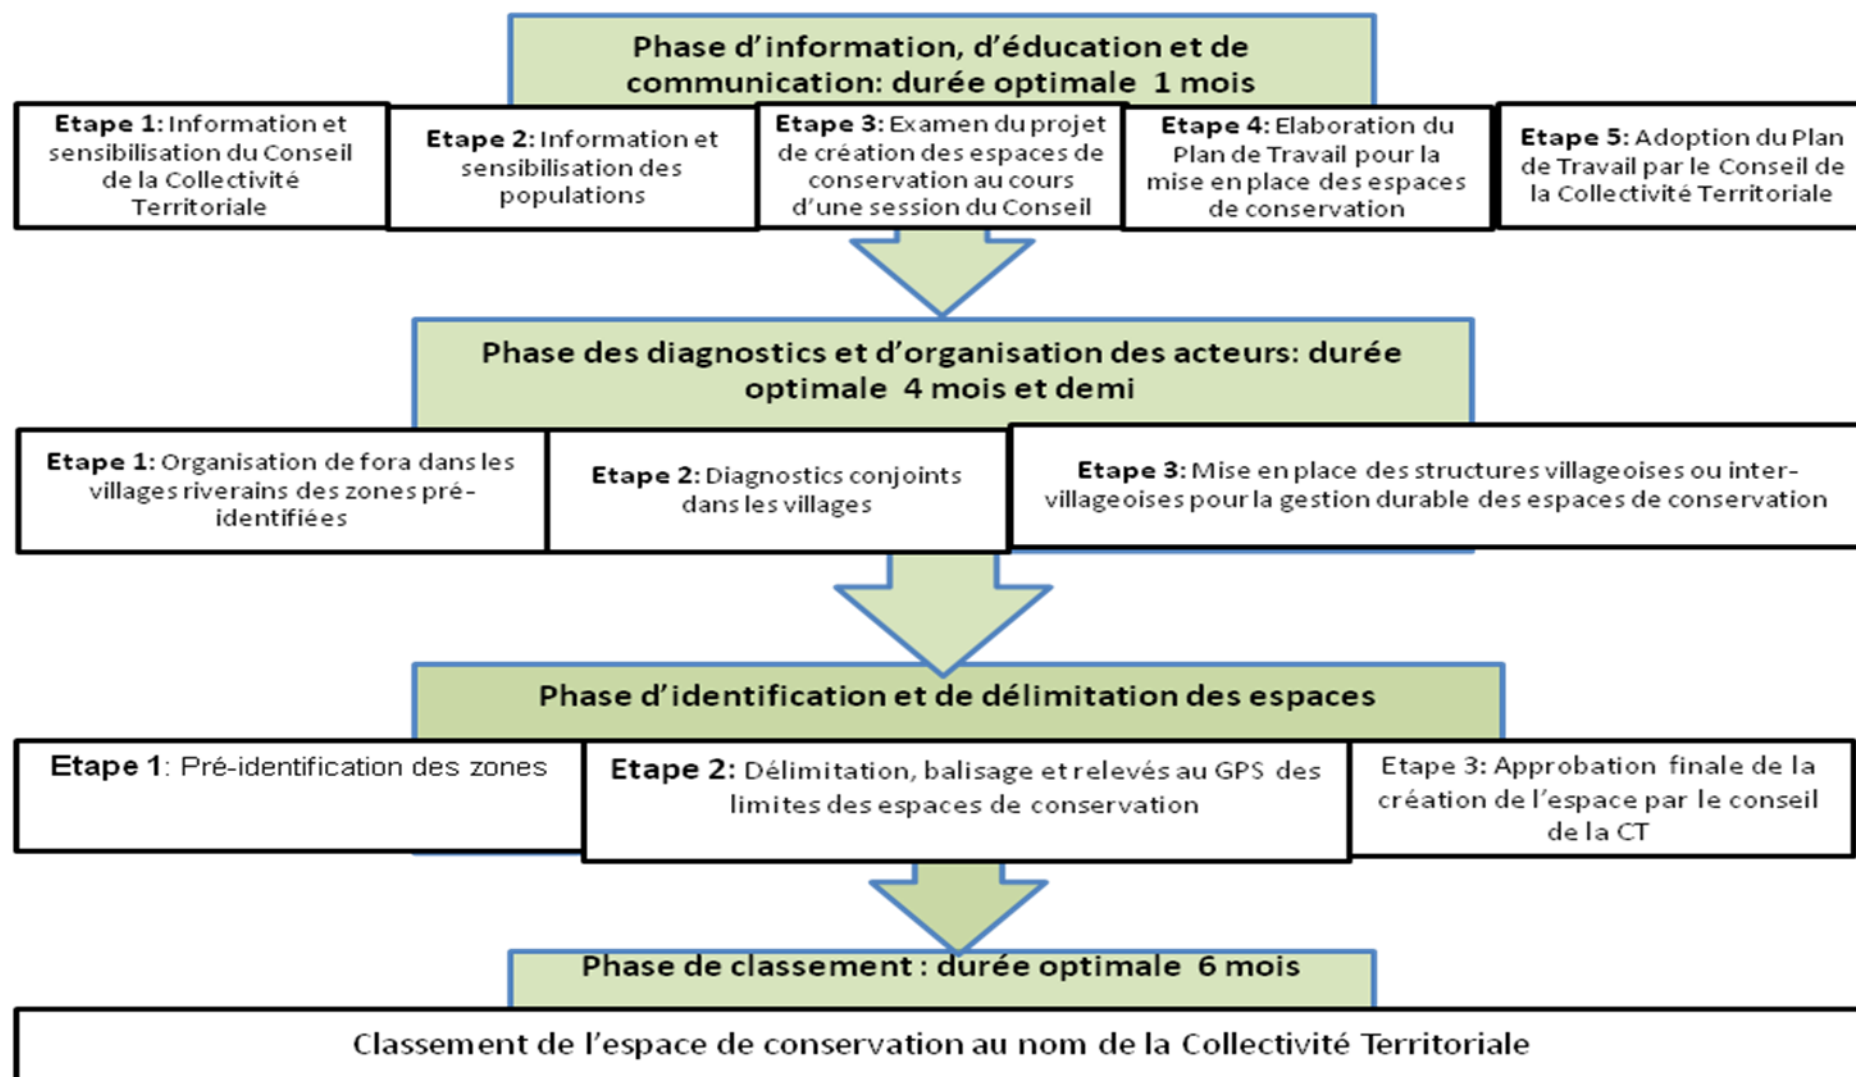 Phase d'information, d'éducation et de
communication: durée optimale 1 mois
Etape 1: Information et
sensibilisation du Conseil
de la Collectivité
Territoriale
Etape 2: Information et
sensibilisation des
populations
Etape 3: Examen du projet
de création des espaces de
conservation au cours
d'une session du Conseil
Etape 4: Elaboration du
Plan de Travail pour la
mise en place des espaces
de conservation
Etape 5: Adoption du Plan
de Travail par le Conseil de
la Collectivité Territoriale
Phase des diagnostics et d'organisation des acteurs: durée
optimale 4 mois et demi
Etape 1: Organisation de fora dans les
villages riverains des zones pré-
identifiées
Etape 2: Diagnostics conjoints
dans les villages
Etape 3: Mise en place des structures villageoises ou inter-
villageoises pour la gestion durable des espaces de conservation
Phase d'identification et de délimitation des espaces
Etape 1: Pré-identification des zones
Etape 2: Délimitation, balisage et relevés au GPS des
limites des espaces de conservation
Etape 3: Approbation finale de la
création de l'espace par le conseil
de la CT
Phase de classement : durée optimale 6 mois
Classement de l'espace de conservation au nom de la Collectivité Territoriale